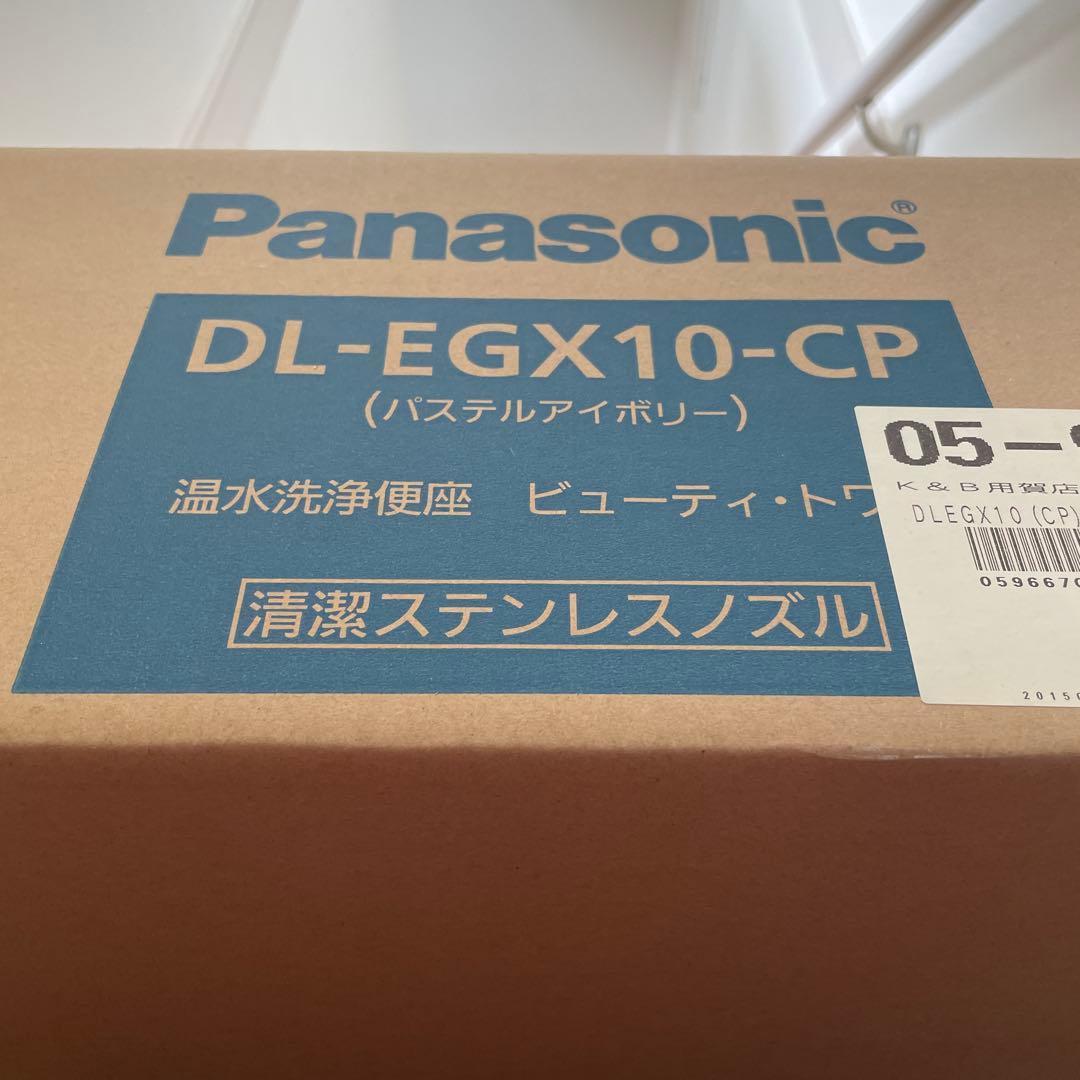 Panasonic®
DL-EGX10-CP
(パステルアイボリー)
温水洗浄便座 ビューティ・トワ
清潔ステンレスノズル
05-
K&B用賀店
DLEGX10(CP)
0596670
2015